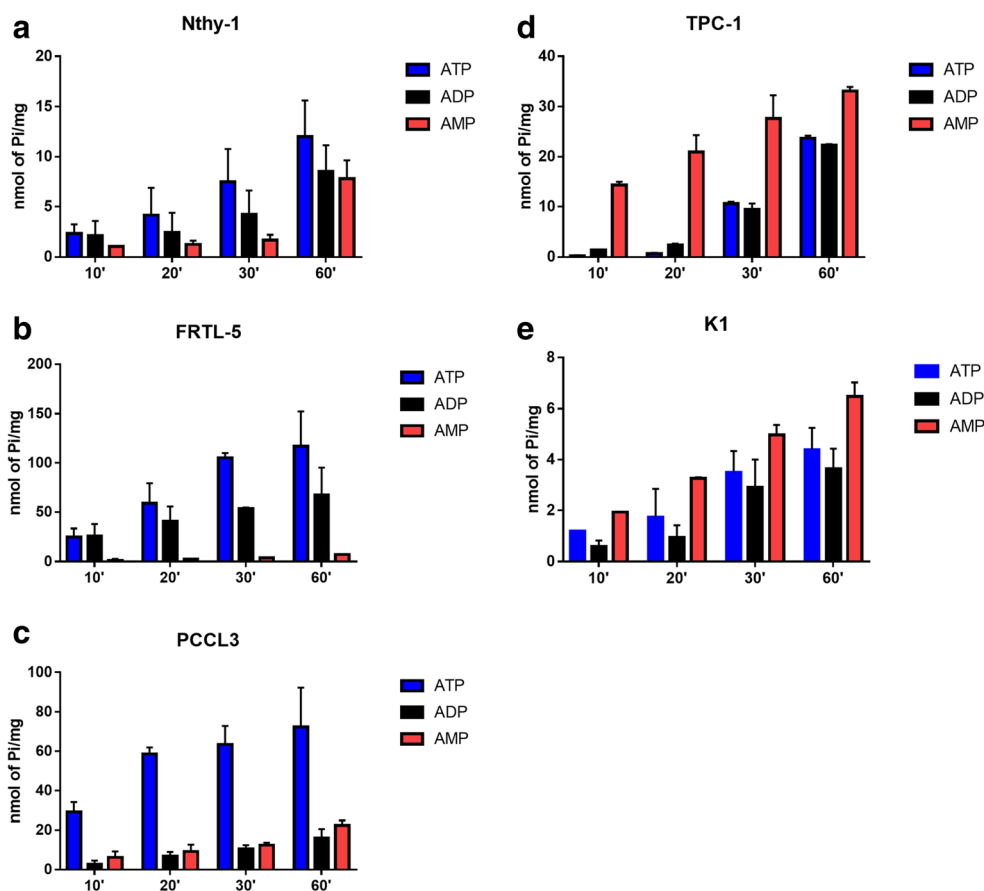 a
Nthy-1
nmol of Pi/mg
20
15
10
5
0
10' 20' 30' 60'
ATP
ADP
AMP
b
FRTL-5
nmol of Pi/mg
200
150
100
50
0
10' 20' 30' 60'
ATP
ADP
AMP
c
PCCL3
nmol of Pi/mg
100
80
60
40
20
0
10' 20' 30' 60'
ATP
ADP
AMP
d
TPC-1
nmol of Pi/mg
40
30
20
10
0
10' 20' 30' 60'
ATP
ADP
AMP
e
K1
nmol of Pi/mg
8
6
4
2
0
10' 20' 30' 60'
ATP
ADP
AMP